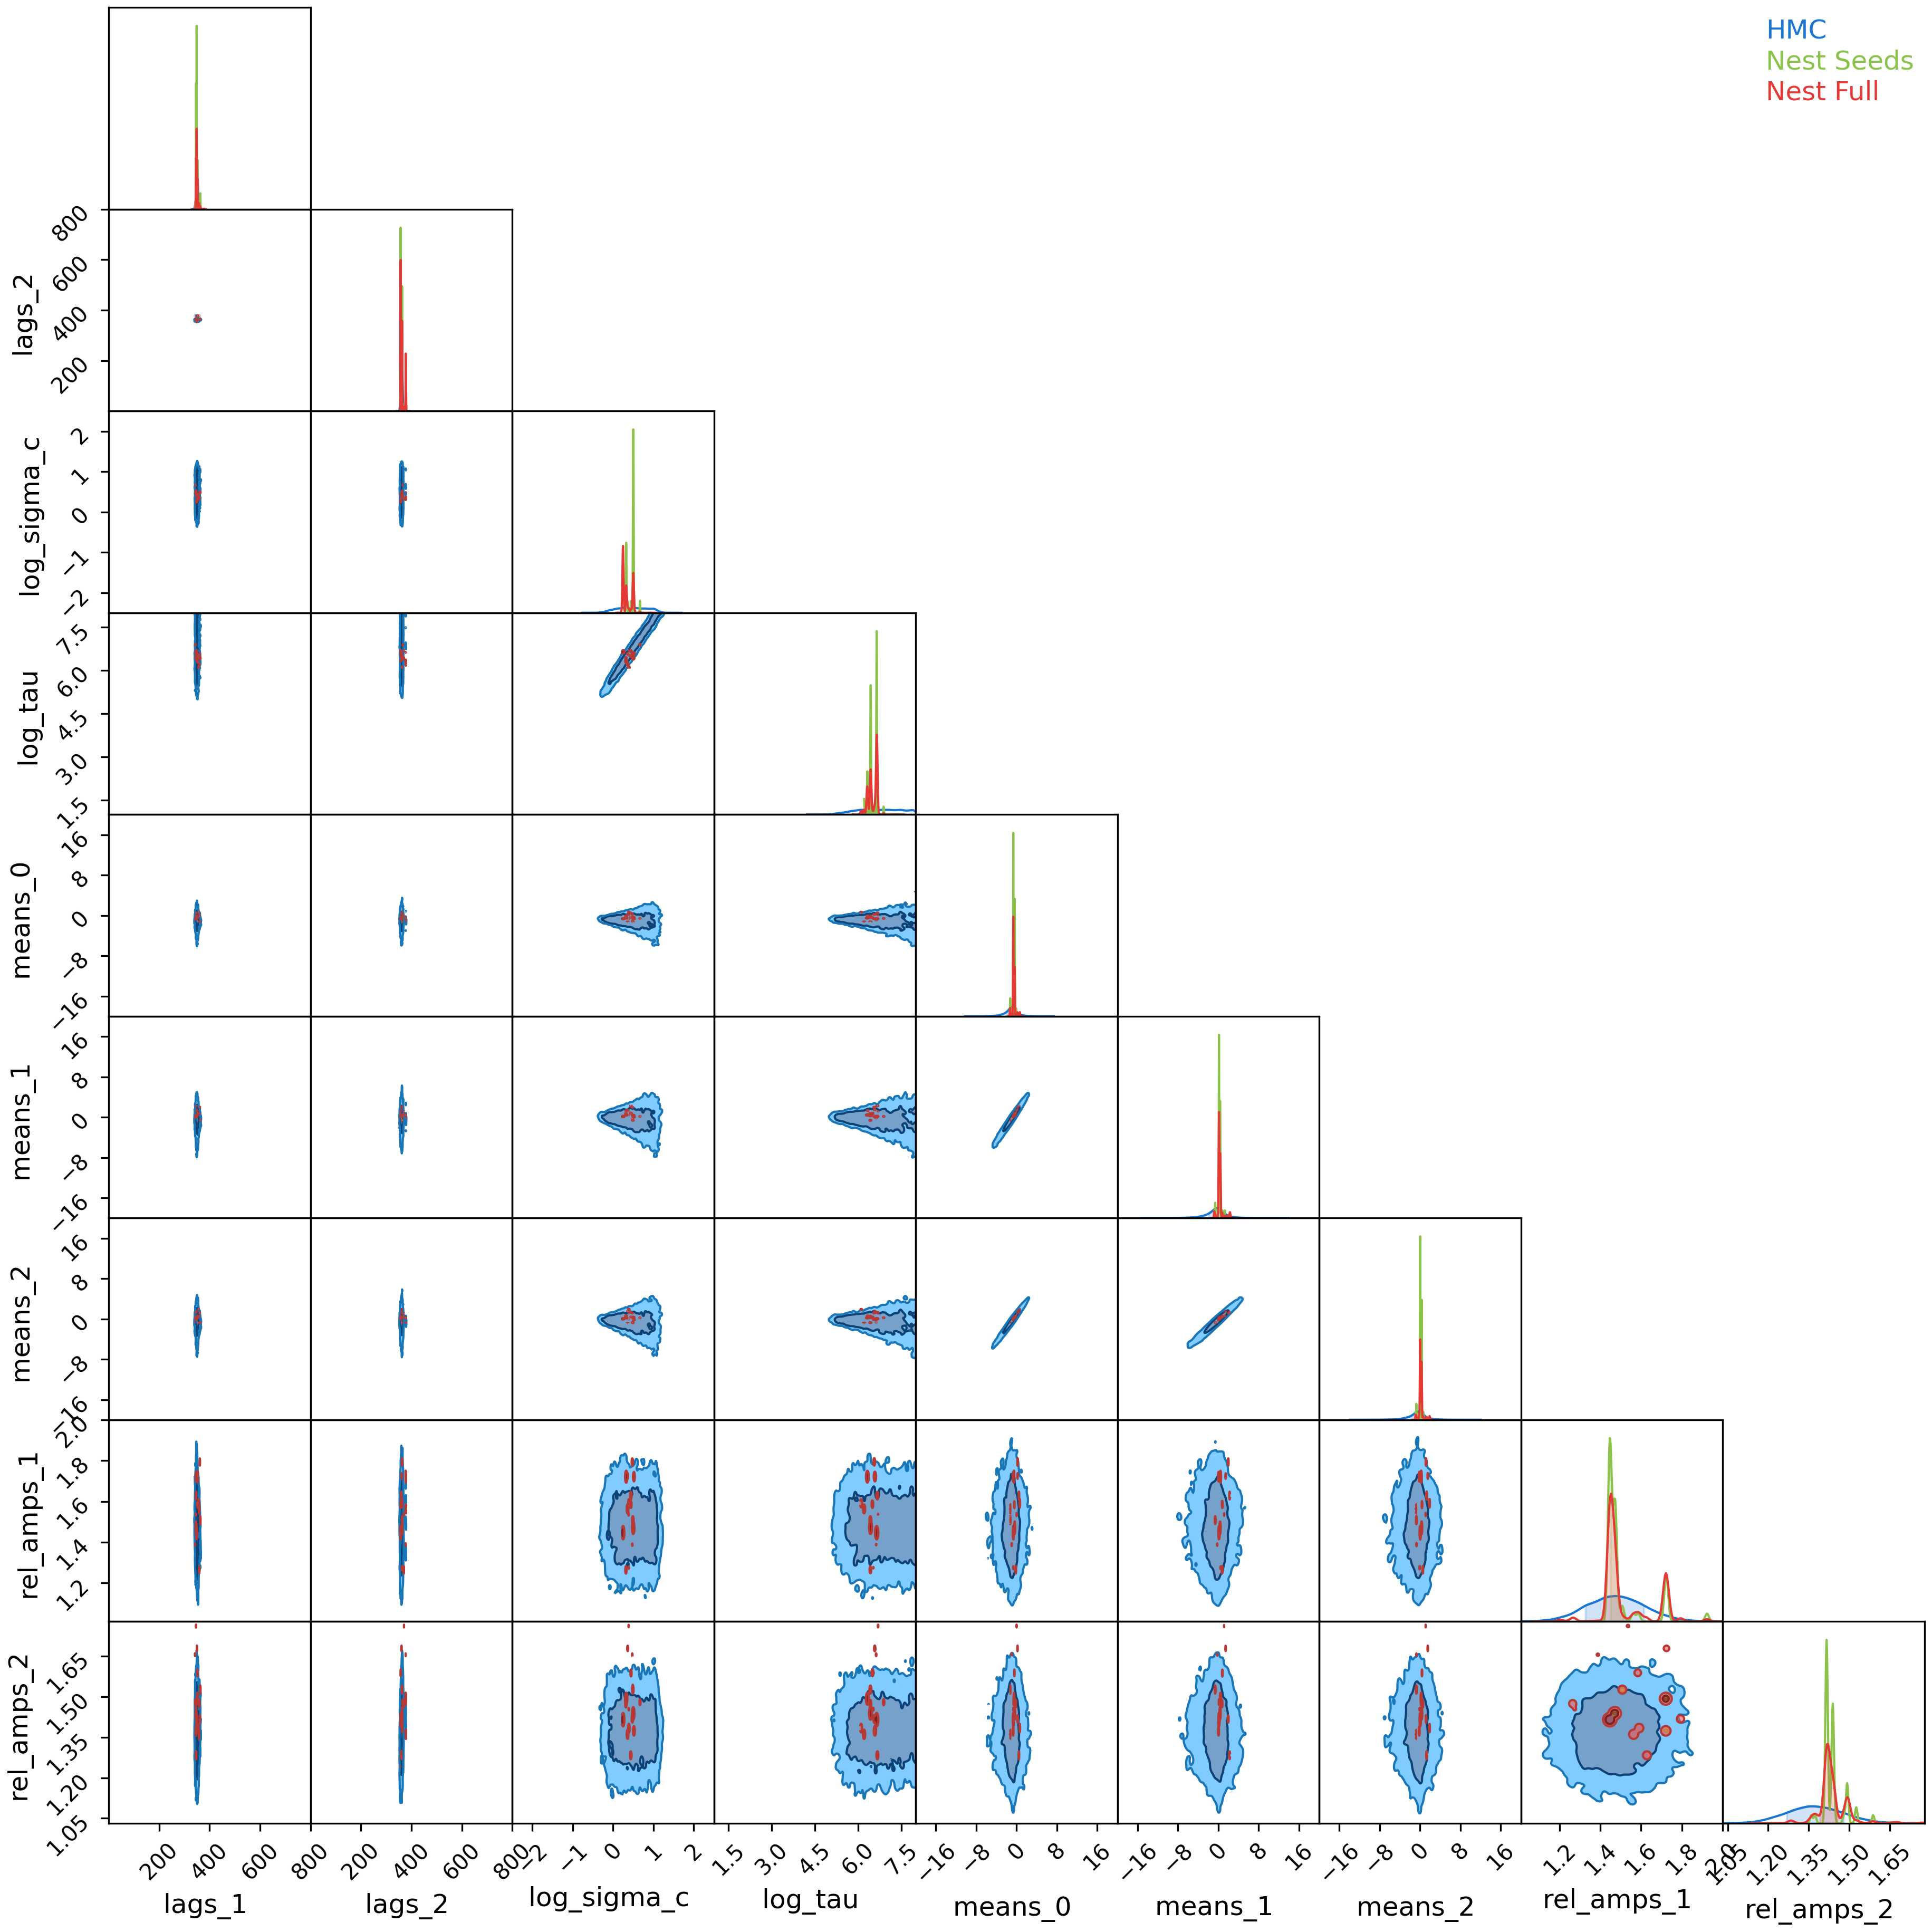 HMC
Nest Seeds
Nest Full
800
600
400
200
lags_2
2
1
0
−1
−2
log_sigma_c
7.5
6.0
4.5
3.0
1.5
log_tau
16
8
0
−8
−16
means_0
16
8
0
−8
−16
means_1
16
8
0
−8
−16
means_2
2.0
1.8
1.6
1.4
1.2
rel_amps_1
1.65
1.50
1.35
1.20
1.05
rel_amps_2
200 400 600 800
200 400 600 800
−2 −1 0 1 2
1.5 3.0 4.5 6.0 7.5
−16 −8 0 8 16
−16 −8 0 8 16
−16 −8 0 8 16
1.2 1.4 1.6 1.8 2.0
1.05 1.20 1.35 1.50 1.65
lags_1 lags_2 log_sigma_c log_tau means_0 means_1 means_2 rel_amps_1 rel_amps_2